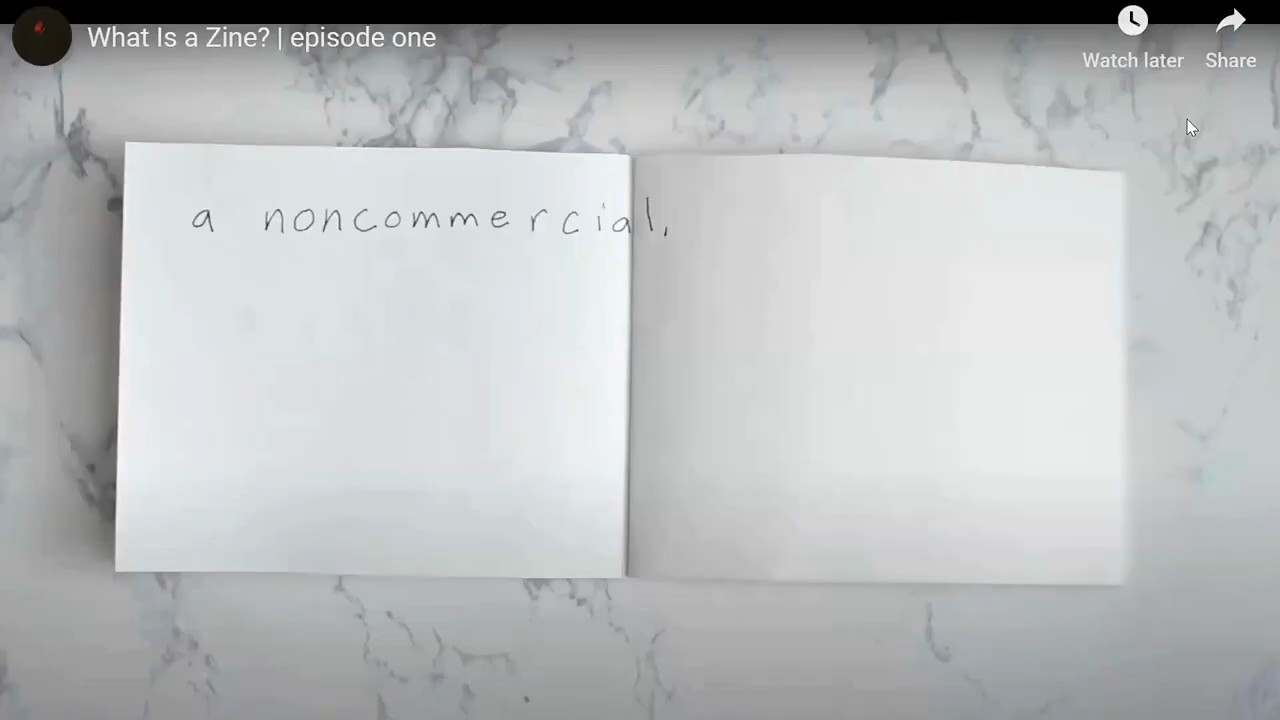 What Is a Zine? | episode one
Watch later
Share
a noncommercial,